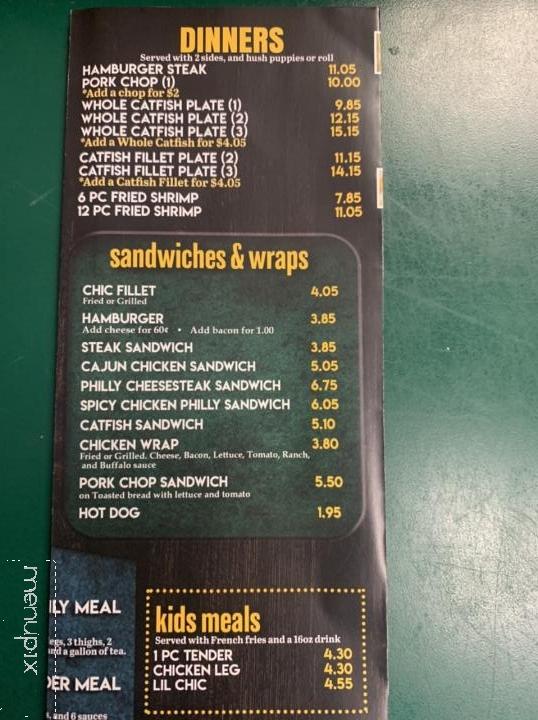 DINNERS
Served with 2 sides, and hush puppies or roll
HAMBURGER STEAK 11.05
PORK CHOP (1) 10.00
*Add a chop for $2
WHOLE CATFISH PLATE (1) 9.85
WHOLE CATFISH PLATE (2) 12.15
WHOLE CATFISH PLATE (3) 15.15
*Add a Whole Catfish for $4.05
CATFISH FILLET PLATE (2) 11.15
CATFISH FILLET PLATE (3) 14.15
*Add a Catfish Fillet for $4.05
6 PC FRIED SHRIMP 7.85
12 PC FRIED SHRIMP 11.05
sandwiches & wraps
CHIC FILLET 4.05
Fried or Grilled
HAMBURGER 3.85
Add cheese for 60¢ • Add bacon for 1.00
STEAK SANDWICH 3.85
CAJUN CHICKEN SANDWICH 5.05
PHILLY CHEESESTEAK SANDWICH 6.75
SPICY CHICKEN PHILLY SANDWICH 6.05
CATFISH SANDWICH 5.10
CHICKEN WRAP 3.80
Fried or Grilled, Cheese, Bacon, Lettuce, Tomato, Ranch,
and Buffalo sauce
PORK CHOP SANDWICH 5.50
on Toasted bread with lettuce and tomato
HOT DOG 1.95
MEAL
3 thighs, 2
a gallon of tea.
MEAL
and 6 sauces
kids meals
Served with French fries and a 16oz drink
1 PC TENDER 4.30
CHICKEN LEG 4.30
LIL CHIC 4.55
menupix